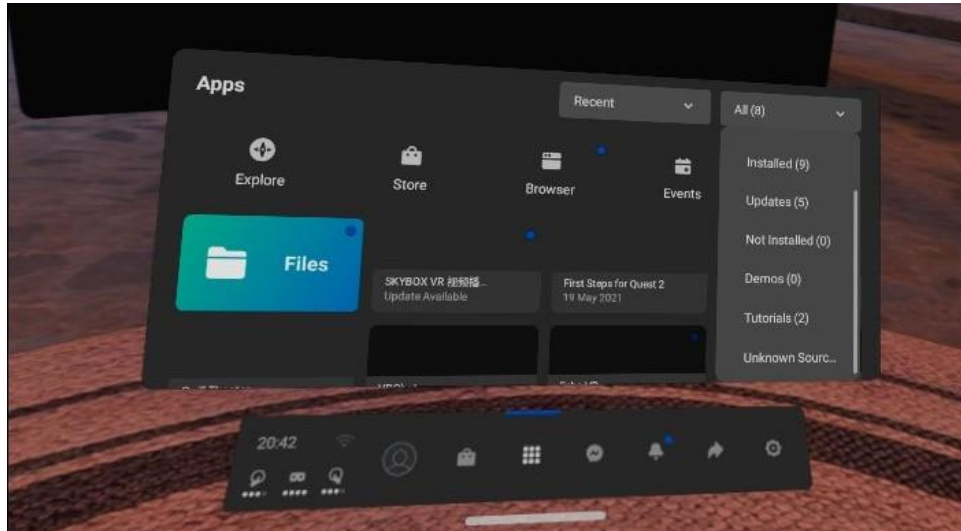 Apps
Recent
All (8)
Explore
Store
Browser
Events
Installed (9)
Updates (5)
Not Installed (0)
Demos (0)
Tutorials (2)
Unknown Sourc...
Files
SKYBOX VR 视频播...
Update Available
First Steps for Quest 2
19 May 2021
20:42